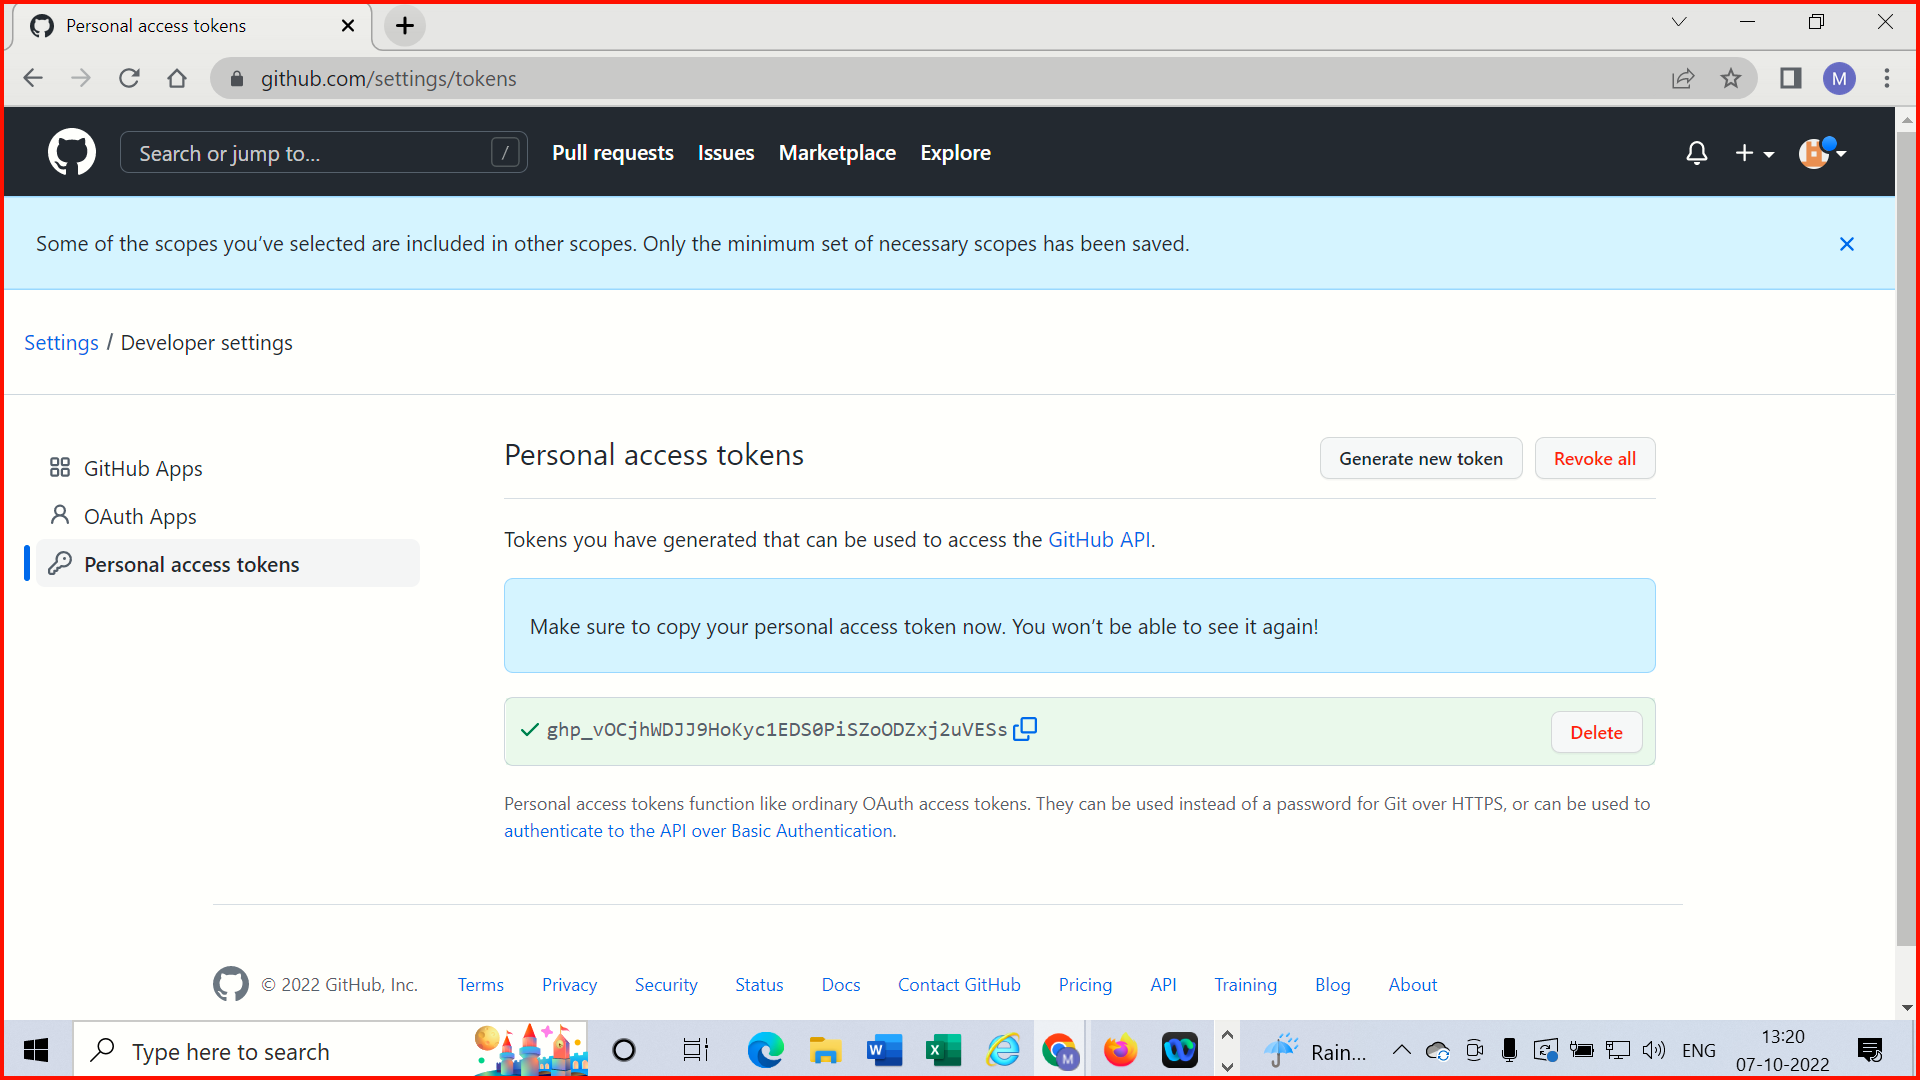 Personal access tokens
github.com/settings/tokens
M
Search or jump to...
/
Pull requests
Issues
Marketplace
Explore
Some of the scopes you've selected are included in other scopes. Only the minimum set of necessary scopes has been saved.
Settings / Developer settings
GitHub Apps
OAuth Apps
Personal access tokens
Personal access tokens
Generate new token
Revoke all
Tokens you have generated that can be used to access the GitHub API.
Make sure to copy your personal access token now. You won't be able to see it again!
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
Delete
Personal access tokens function like ordinary OAuth access tokens. They can be used instead of a password for Git over HTTPS, or can be used to
authenticate to the API over Basic Authentication.
© 2022 GitHub, Inc.
Terms
Privacy
Security
Status
Docs
Contact GitHub
Pricing
API
Training
Blog
About
Type here to search
W
X
M
Rain...
ENG
13:20
07-10-2022